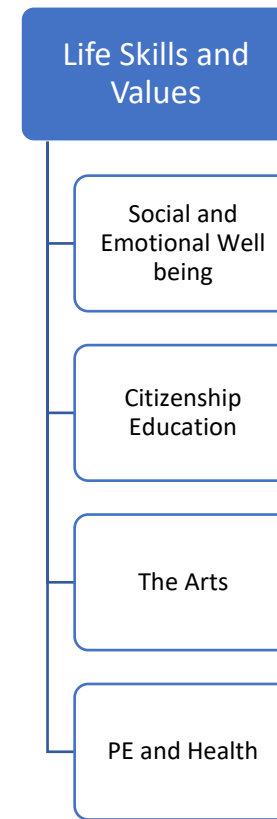 Life Skills and
Values
Social and
Emotional Well
being
Citizenship
Education
The Arts
PE and Health